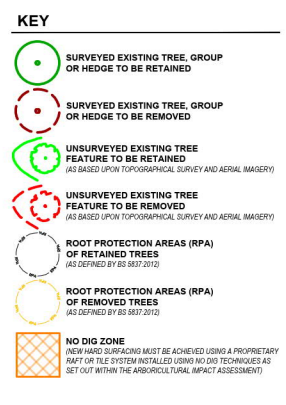 KEY
SURVEYED EXISTING TREE, GROUP
OR HEDGE TO BE RETAINED
SURVEYED EXISTING TREE, GROUP
OR HEDGE TO BE REMOVED
UNSURVEYED EXISTING TREE
FEATURE TO BE RETAINED
(AS BASED UPON TOPOGRAPHICAL SURVEY AND AERIAL IMAGERY)
UNSURVEYED EXISTING TREE
FEATURE TO BE REMOVED
(AS BASED UPON TOPOGRAPHICAL SURVEY AND AERIAL IMAGERY)
ROOT PROTECTION AREAS (RPA)
OF RETAINED TREES
(AS DEFINED BY BS 5837:2012)
ROOT PROTECTION AREAS (RPA)
OF REMOVED TREES
(AS DEFINED BY BS 5837:2012)
NO DIG ZONE
(NEW HARD SURFACING MUST BE ACHIEVED USING A PROPRIETARY
RAFT OR TILE SYSTEM INSTALLED USING NO DIG TECHNIQUES AS
SET OUT WITHIN THE ARBORICULTURAL IMPACT ASSESSMENT)